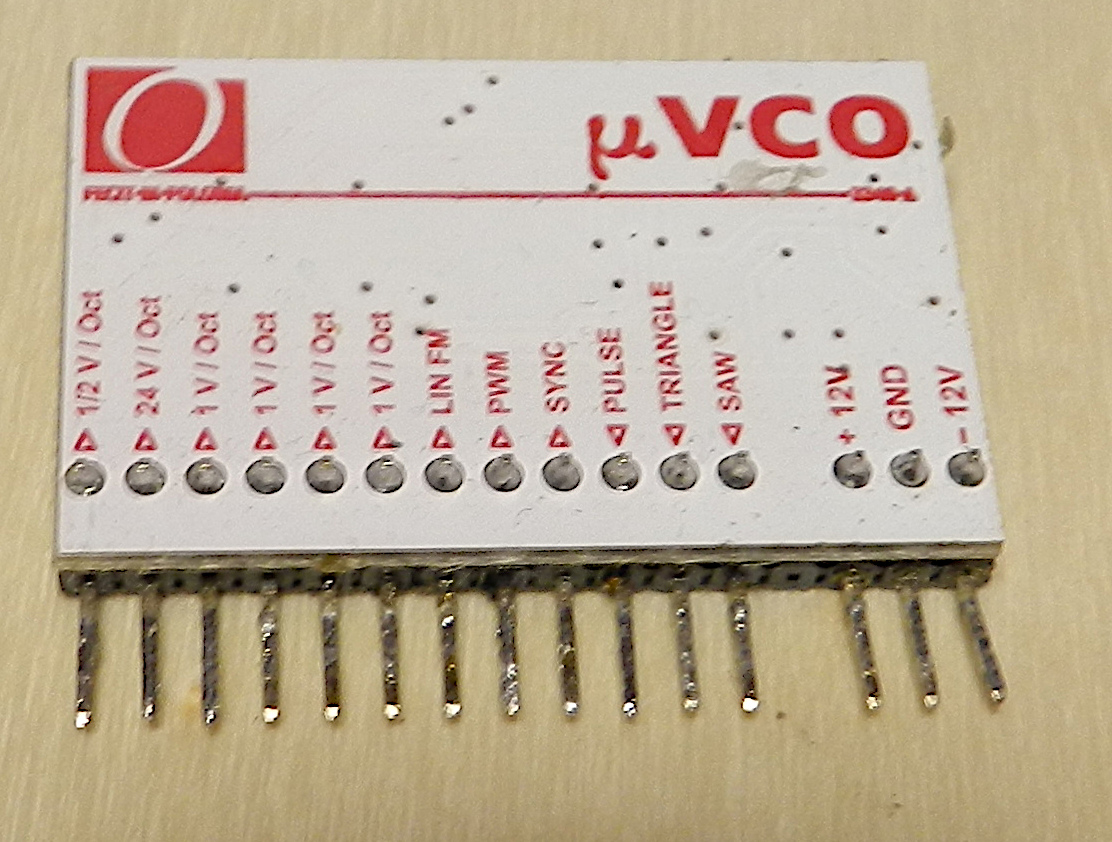 µVCO
▷ 1/2 V / Oct
▷ 24 V / Oct
▷ 1 V / Oct
▷ 1 V / Oct
▷ 1 V / Oct
▷ 1 V / Oct
▷ LIN FM
▷ PWM
▷ SYNC
◁ PULSE
◁ TRIANGLE
◁ SAW
+ 12V
GND
- 12V